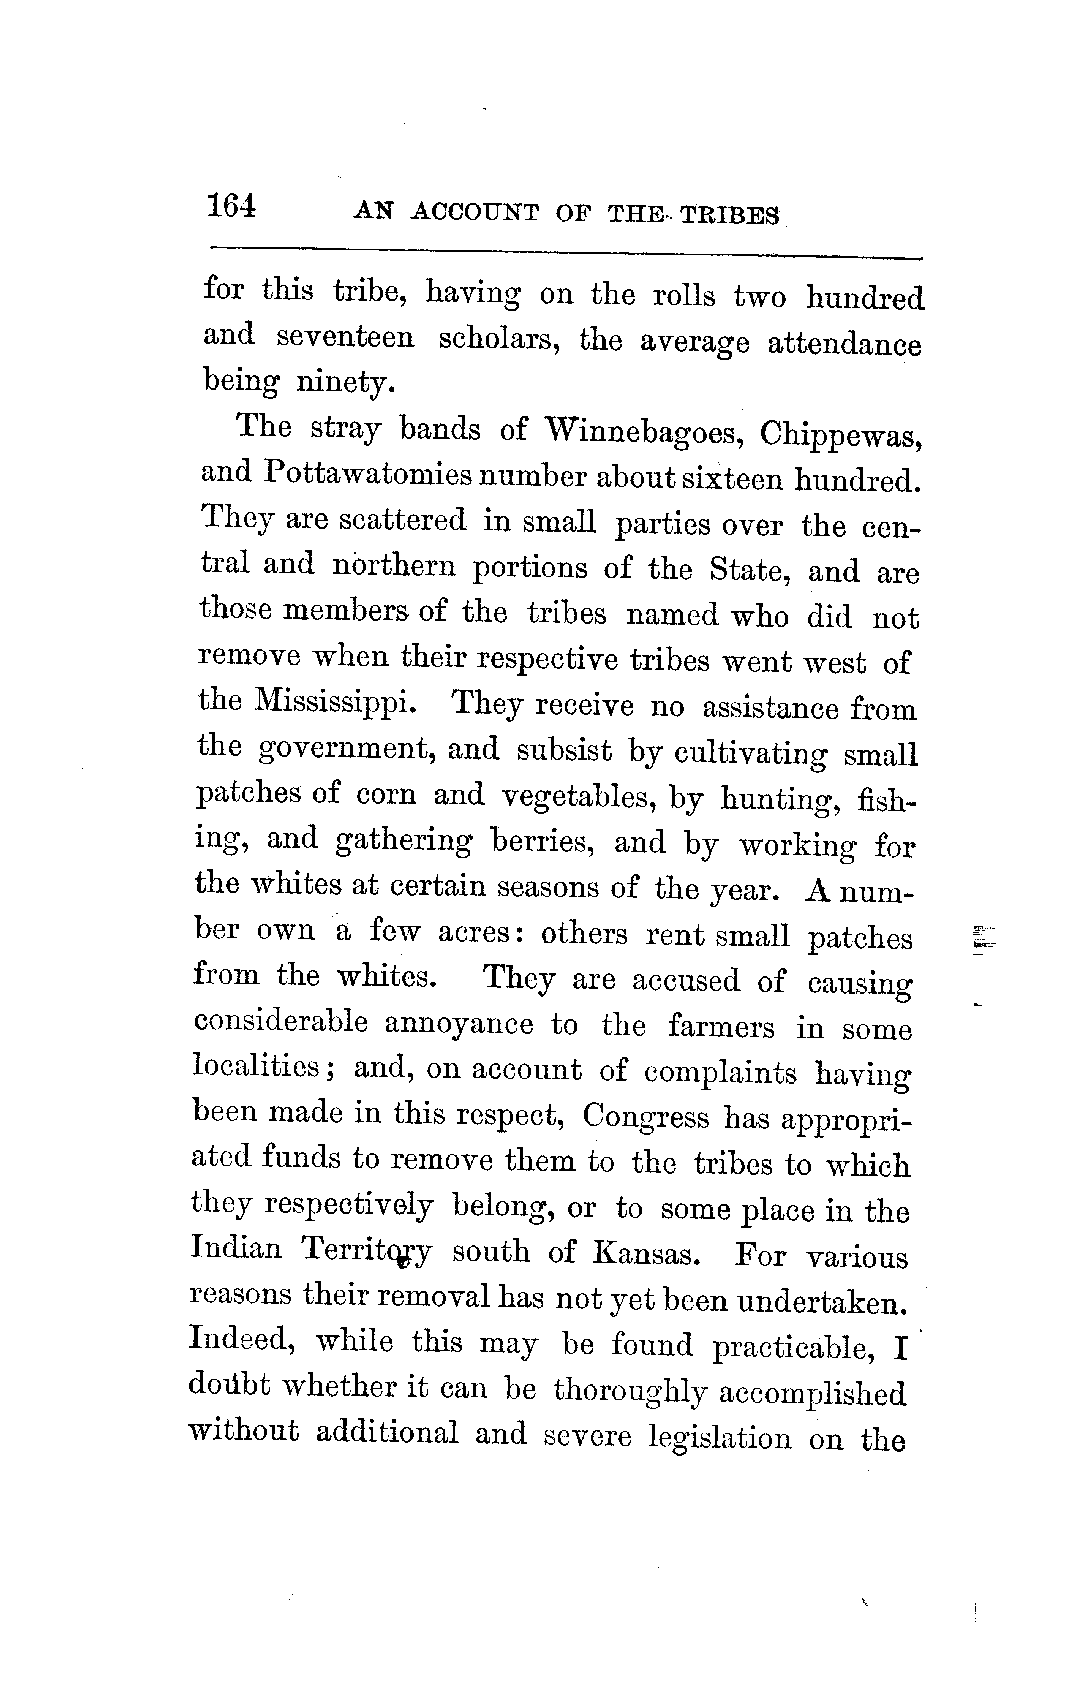 164 AN ACCOUNT OF THE TRIBES
for this tribe, having on the rolls two hundred
and seventeen scholars, the average attendance
being ninety.
The stray bands of Winnebagoes, Chippewas,
and Pottawatomies number about sixteen hundred.
They are scattered in small parties over the cen-
tral and northern portions of the State, and are
those members of the tribes named who did not
remove when their respective tribes went west of
the Mississippi. They receive no assistance from
the government, and subsist by cultivating small
patches of corn and vegetables, by hunting, fish-
ing, and gathering berries, and by working for
the whites at certain seasons of the year. A num-
ber own a few acres: others rent small patches
from the whites. They are accused of causing
considerable annoyance to the farmers in some
localities; and, on account of complaints having
been made in this respect, Congress has appropri-
ated funds to remove them to the tribes to which
they respectively belong, or to some place in the
Indian Territory south of Kansas. For various
reasons their removal has not yet been undertaken.
Indeed, while this may be found practicable, I
doubt whether it can be thoroughly accomplished
without additional and severe legislation on the